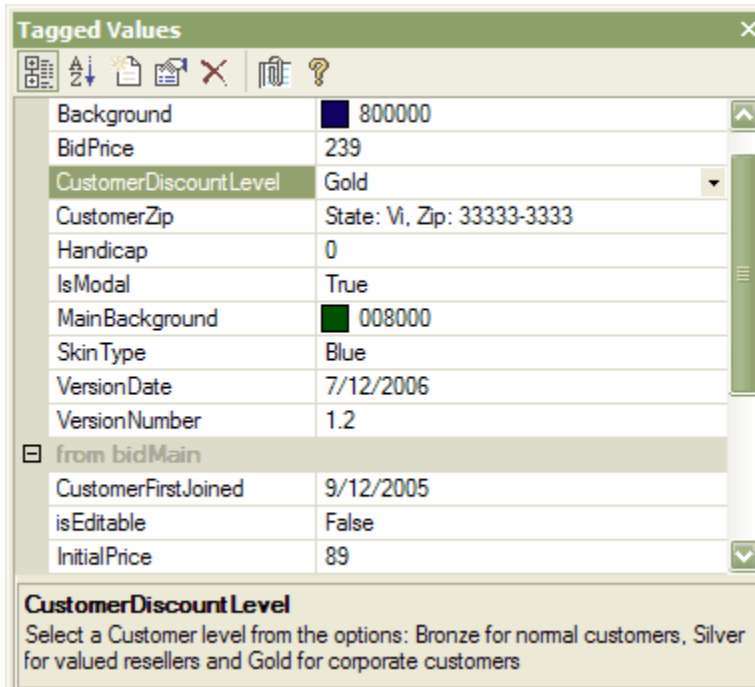 Tagged Values
Background 800000
BidPrice 239
CustomerDiscountLevel Gold
CustomerZip State: Vi, Zip: 33333-3333
Handicap 0
IsModal True
MainBackground 008000
SkinType Blue
VersionDate 7/12/2006
VersionNumber 1.2
from bidMain
CustomerFirstJoined 9/12/2005
isEditable False
InitialPrice 89
CustomerDiscountLevel
Select a Customer level from the options: Bronze for normal customers, Silver
for valued resellers and Gold for corporate customers